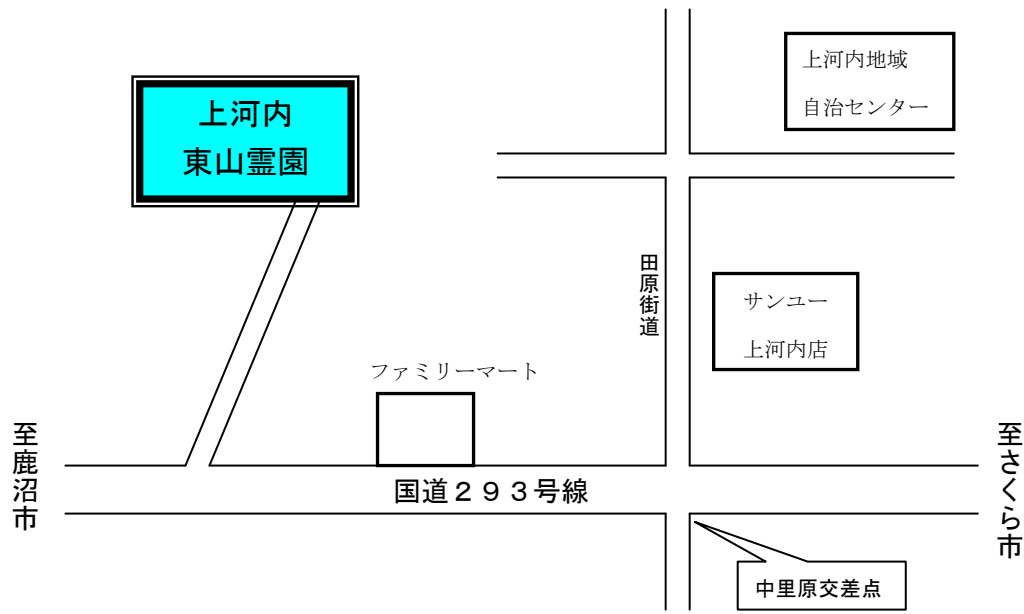 上河内地域
自治センター
上河内
東山霊園
田原街道
サンユー
上河内店
ファミリーマート
至鹿沼市
至さくら市
国道２９３号線
中里原交差点